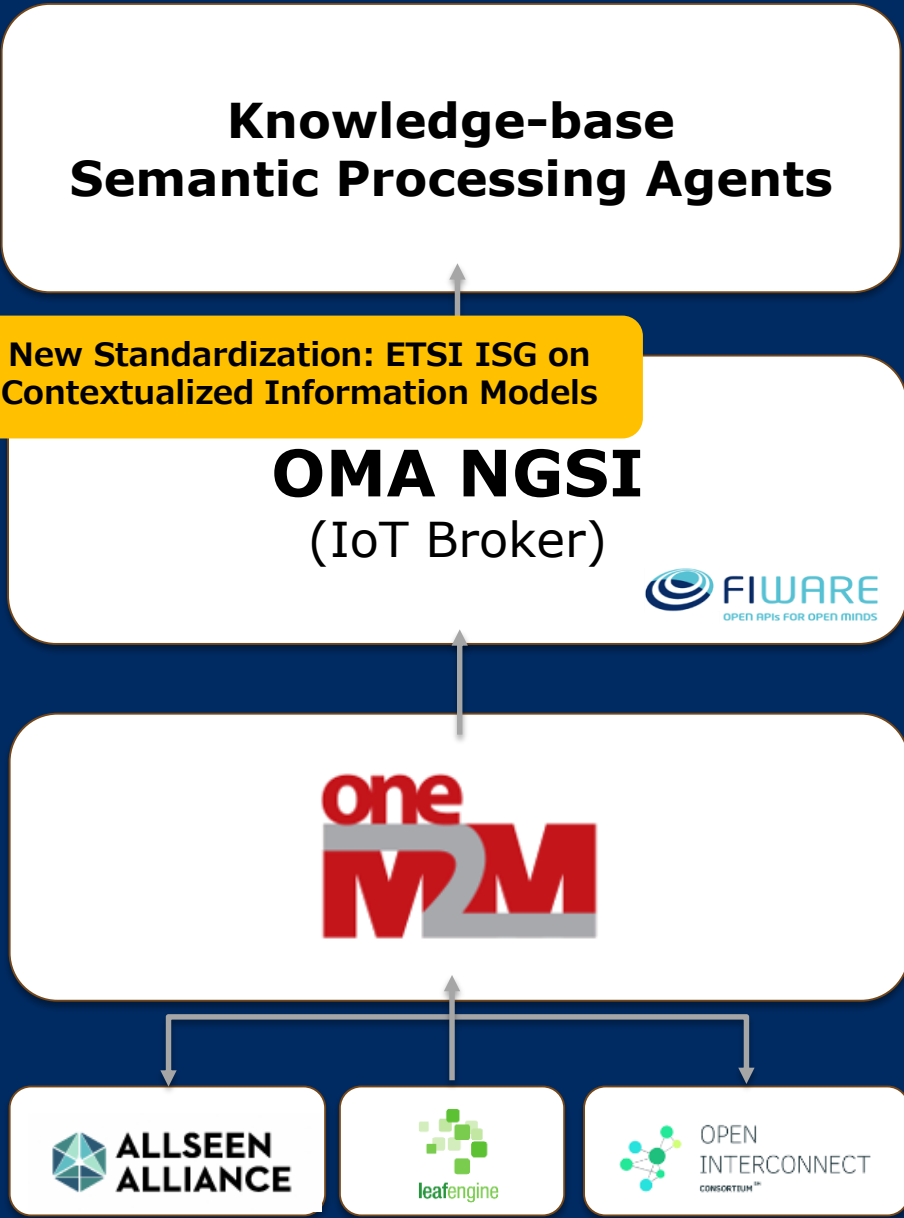 Knowledge-base
Semantic Processing Agents
New Standardization: ETSI ISG on
Contextualized Information Models
OMA NGSI
(IoT Broker)
FIWARE
OPEN APIs FOR OPEN MINDS
one
M2M
ALLSEEN
ALLIANCE
leafengine
OPEN
INTERCONNECT
CONSORTIUM SM